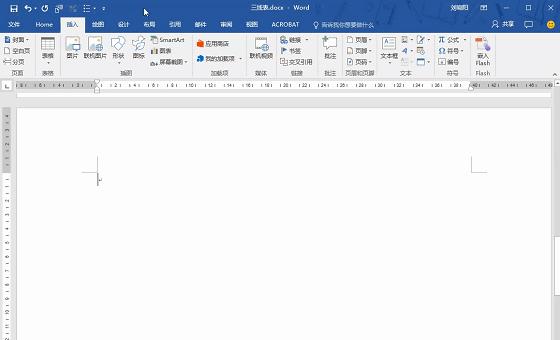 三线表.docx - Word
刘晓阳
文件 Home 插入 绘图 设计 布局 引用 邮件 审阅 视图 ACROBAT 告诉我你想要做什么 共享
封面
空白页
分页
页面
表格
表格
图片
联机图片
形状
图标
SmartArt
图表
屏幕截图
插图
应用商店
我的加载项
加载项
联机视频
媒体
链接
书签
交叉引用
链接
批注
批注
页眉
页脚
页码
页眉和页脚
文本框
文本
公式
符号
编号
符号
嵌入
Flash
Flash